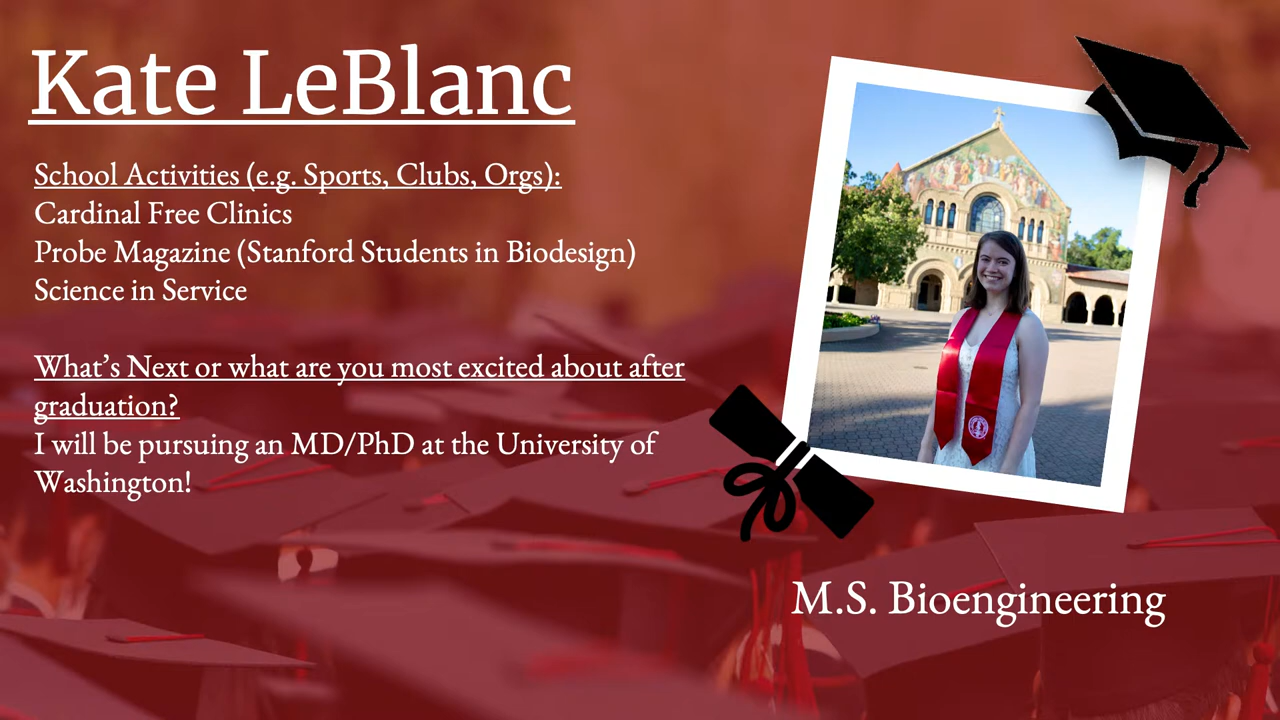 Kate LeBlanc
School Activities (e.g. Sports, Clubs, Orgs):
Cardinal Free Clinics
Probe Magazine (Stanford Students in Biodesign)
Science in Service
What’s Next or what are you most excited about after
graduation?
I will be pursuing an MD/PhD at the University of
Washington!
M.S. Bioengineering